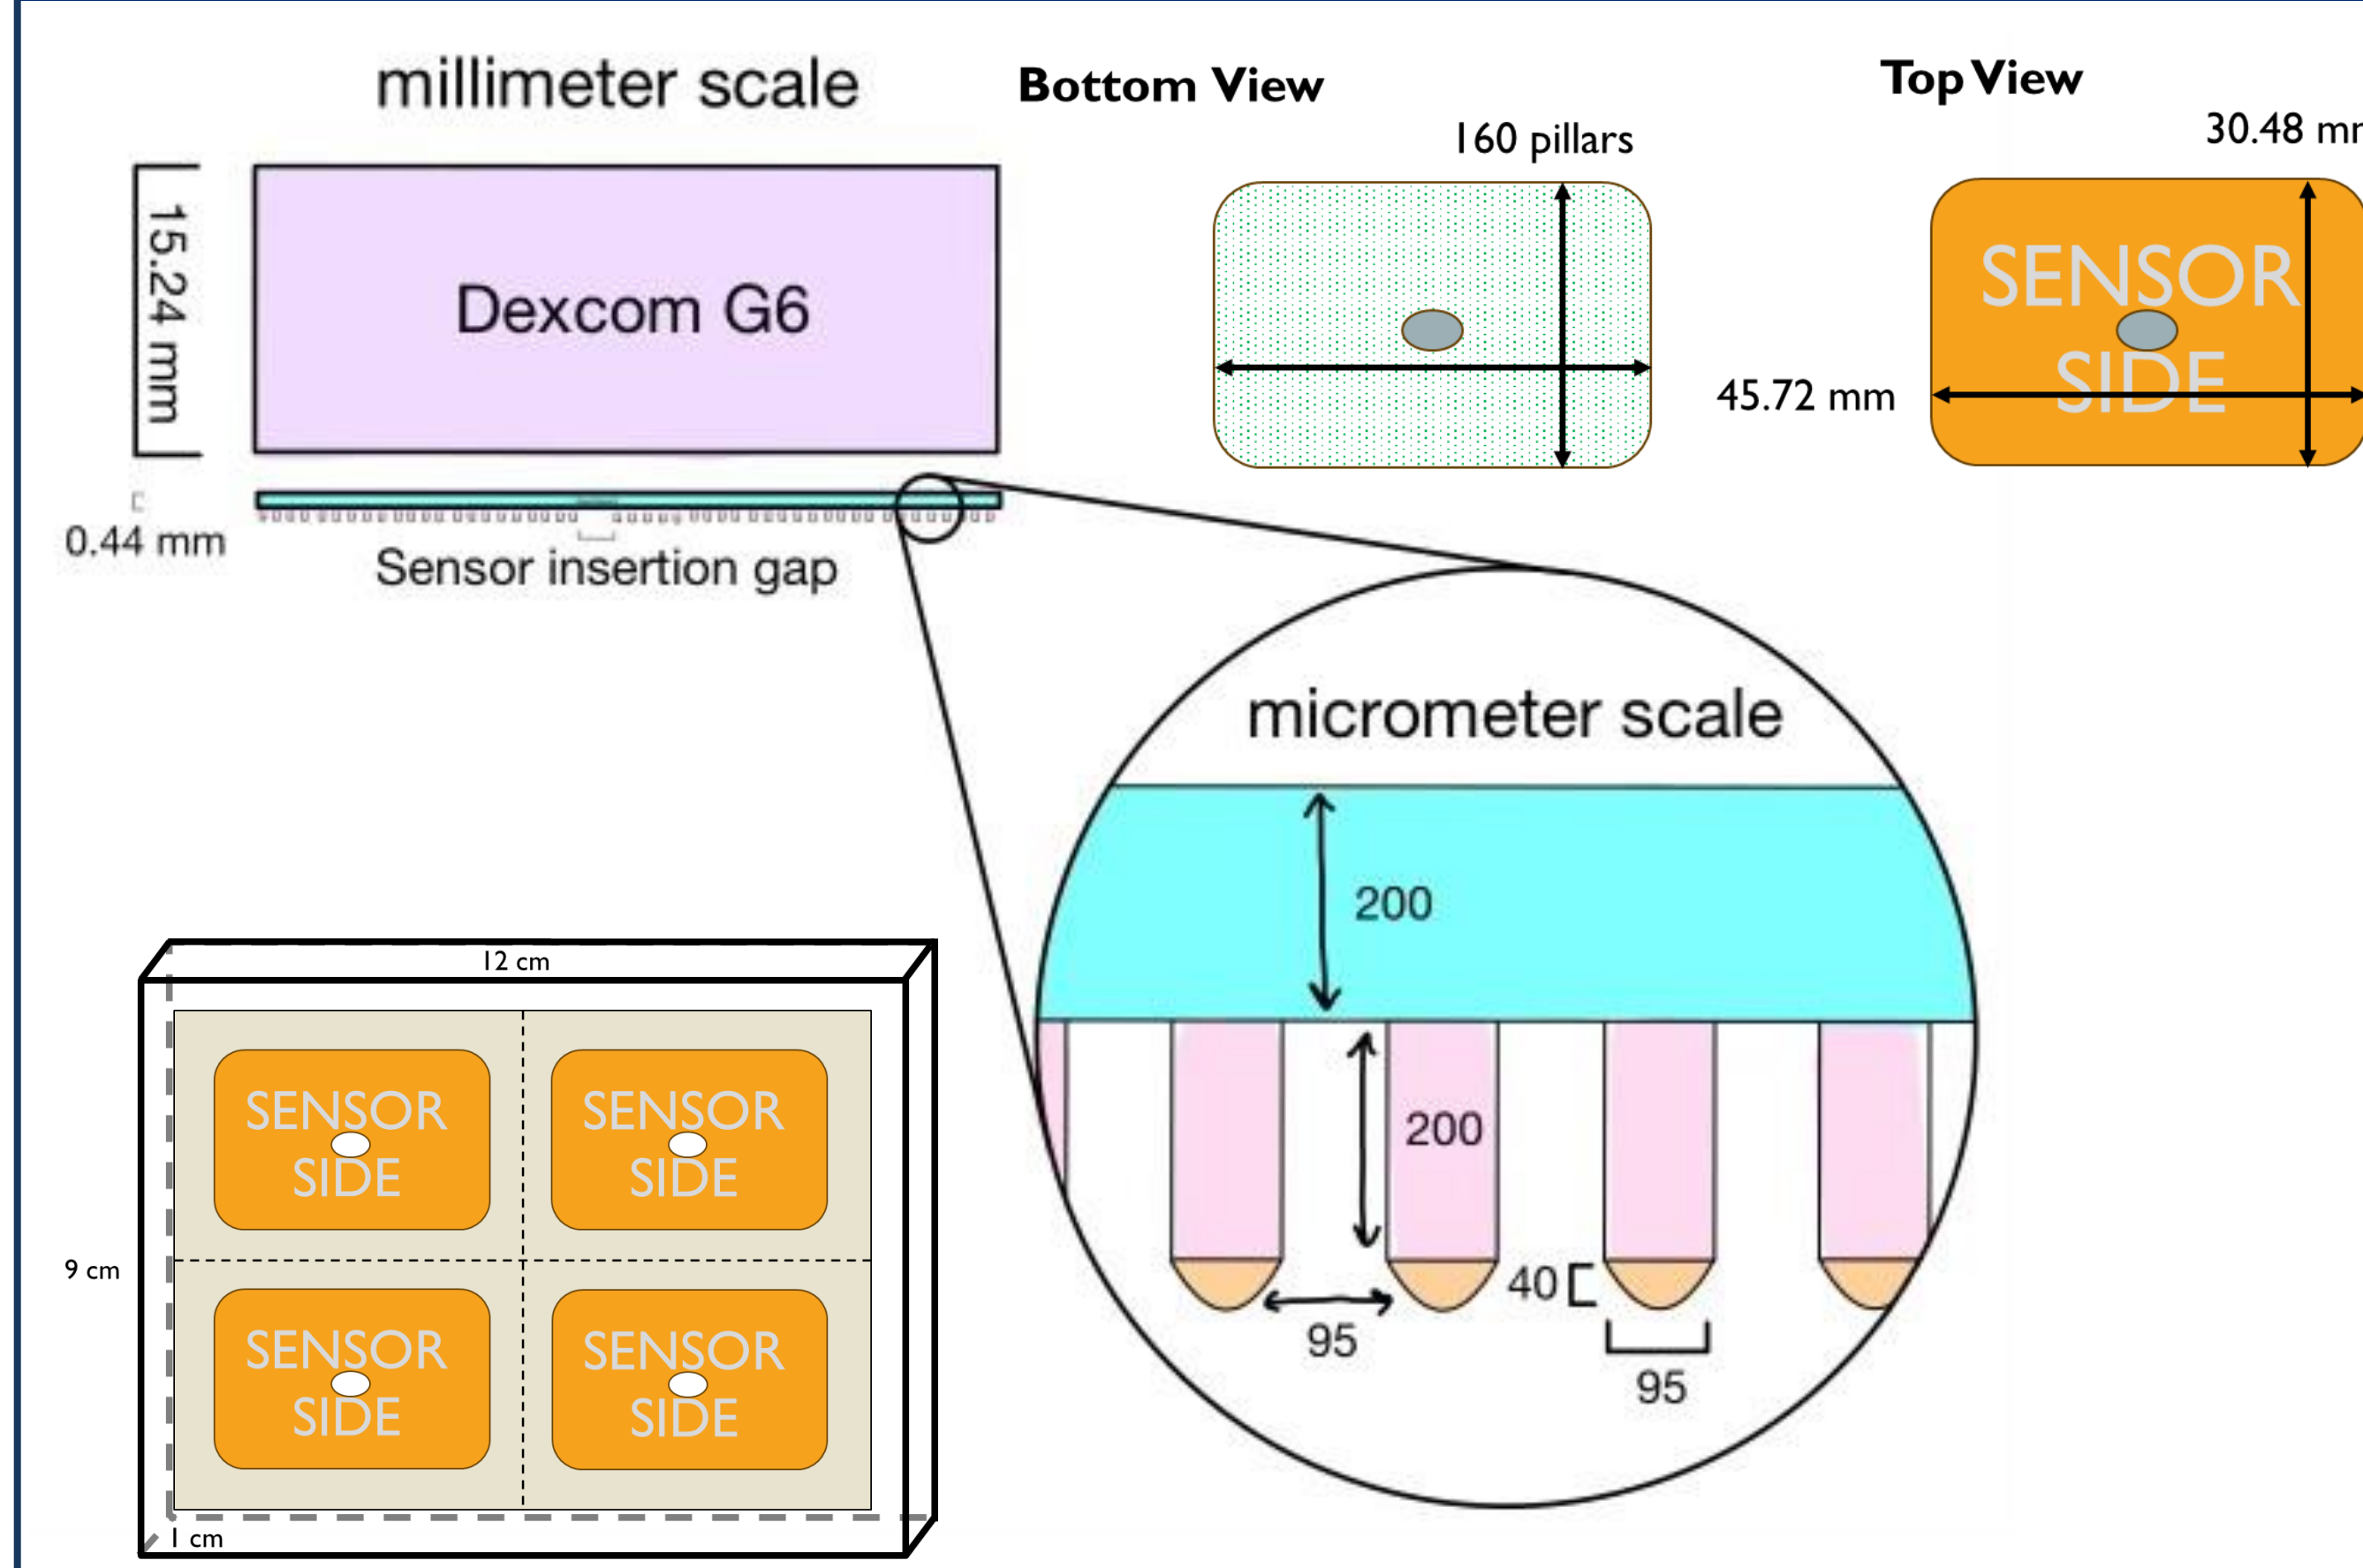 millimeter scale
15.24 mm
Dexcom G6
0.44 mm
Sensor insertion gap
Bottom View
160 pillars
Top View
30.48 mm
45.72 mm
SENSOR
SIDE
micrometer scale
200
200
40
95
95
12 cm
SENSOR
SIDE
SENSOR
SIDE
9 cm
SENSOR
SIDE
SENSOR
SIDE
1 cm